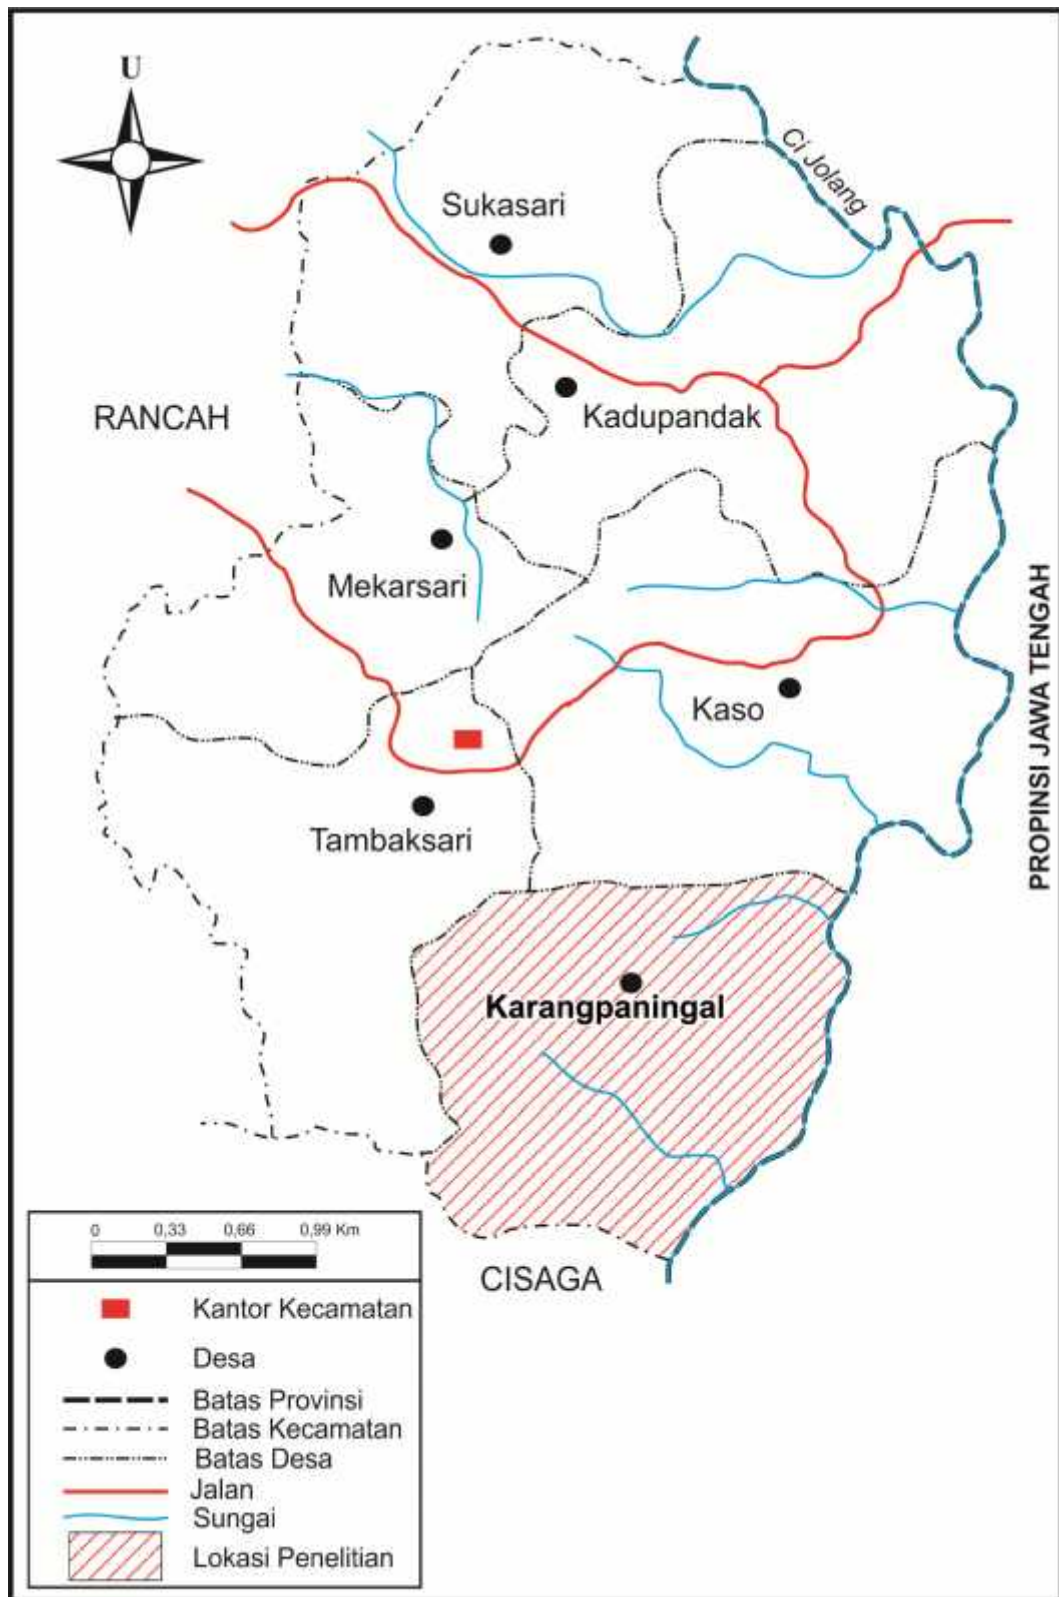 U
Ci Jolang
Sukasari
RANCAH
Kadupandak
Mekarsari
Kaso
PROPINSI JAWA TENGAH
Tambaksari
Karangpaningal
CISAGA
0 0,33 0,66 0,99 Km
Kantor Kecamatan
Desa
Batas Provinsi
Batas Kecamatan
Batas Desa
Jalan
Sungai
Lokasi Penelitian